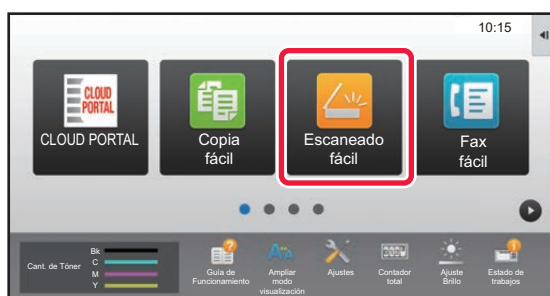 10:15
CLOUD
PORTAL
CLOUD PORTAL
Copia
fácil
Escaneado
fácil
Fax
fácil
Cant. de Tóner
Bk
C
M
Y
Guía de
Funcionamiento
Ampliar
modo
visualización
Ajustes
Contador
total
Ajuste
Brillo
Estado de
trabajos